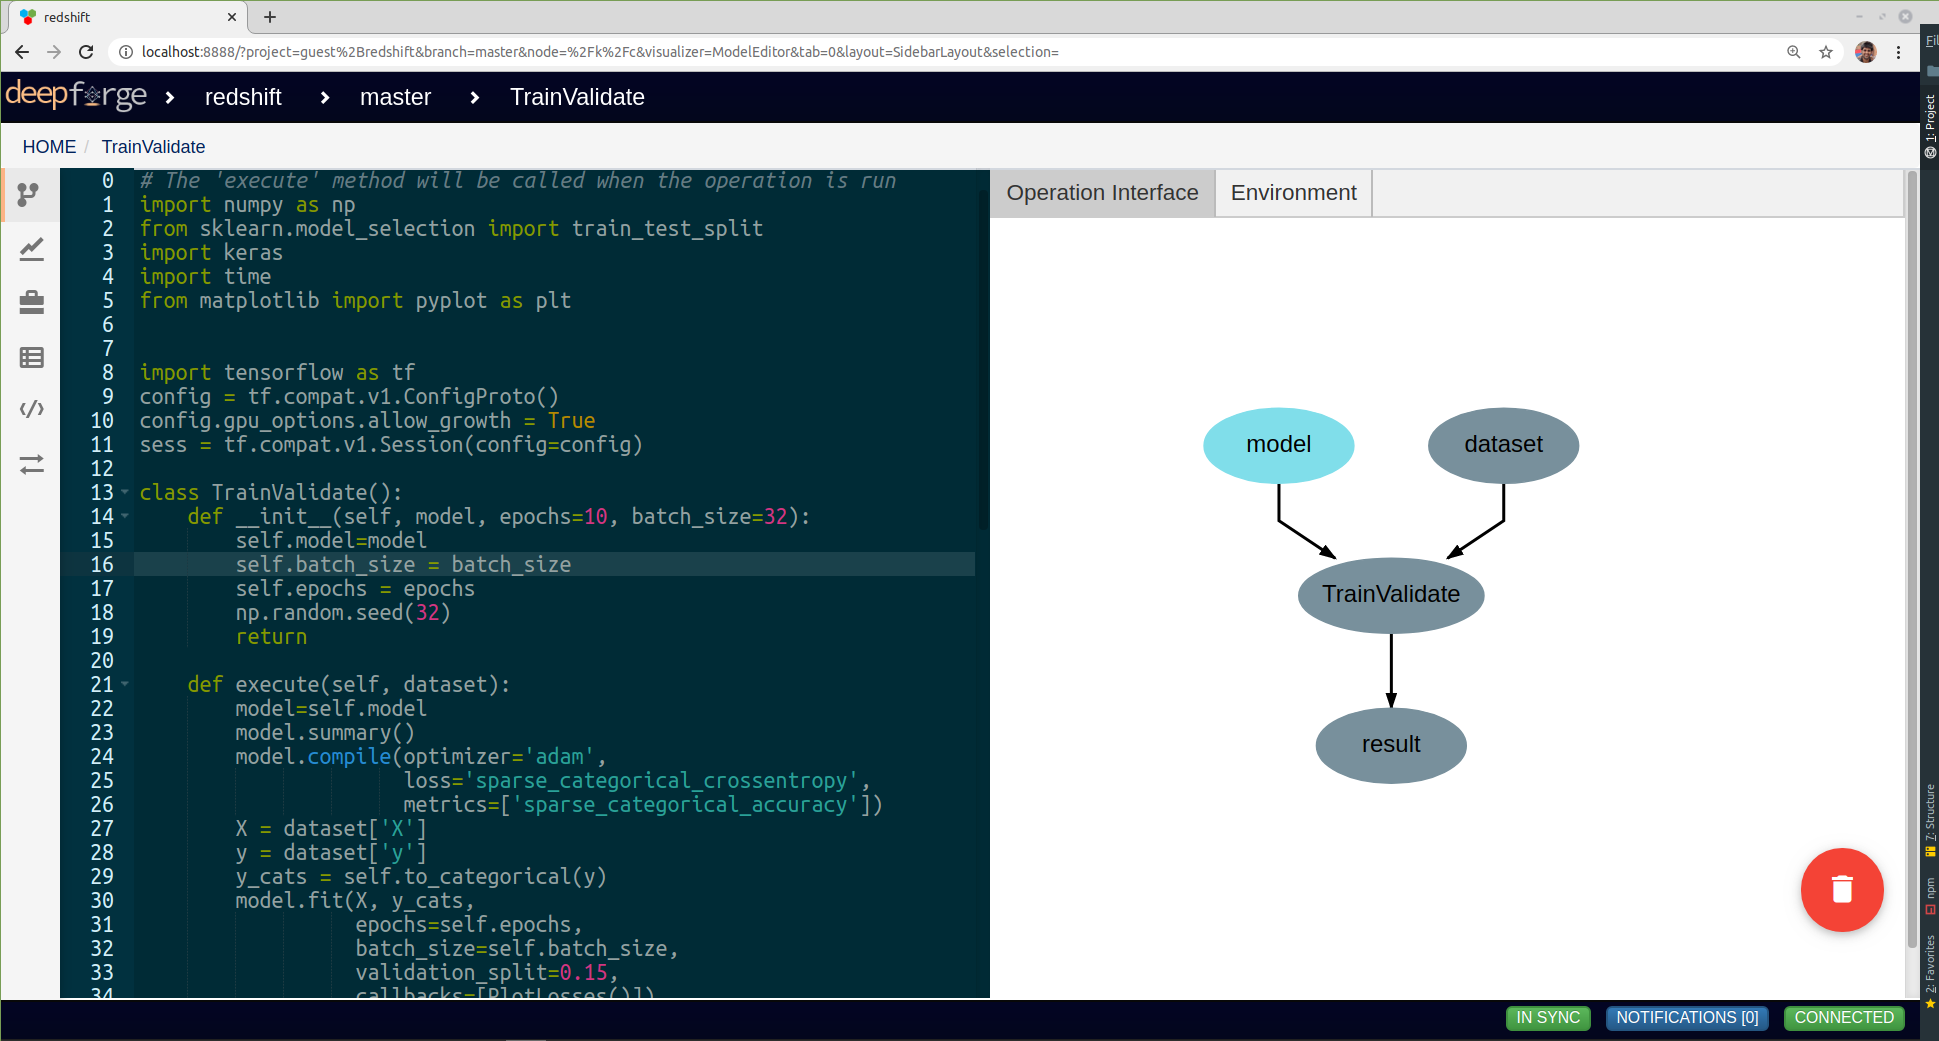 redshift
localhost:8888/?project=guest%2Bredshift&branch=master&node=%2Fk%2Fc&visualizer=ModelEditor&tab=0&layout=SidebarLayout&selection=
deepforge > redshift > master > TrainValidate
HOME / TrainValidate
0 # The 'execute' method will be called when the operation is run
1 import numpy as np
2 from sklearn.model_selection import train_test_split
3 import keras
4 import time
5 from matplotlib import pyplot as plt
6
7
8 import tensorflow as tf
9 config = tf.compat.v1.ConfigProto()
10 config.gpu_options.allow_growth = True
11 sess = tf.compat.v1.Session(config=config)
12
13 class TrainValidate():
14     def __init__(self, model, epochs=10, batch_size=32):
15         self.model=model
16         self.batch_size = batch_size
17         self.epochs = epochs
18         np.random.seed(32)
19         return
20
21     def execute(self, dataset):
22         model=self.model
23         model.summary()
24         model.compile(optimizer='adam',
25                       loss='sparse_categorical_crossentropy',
26                       metrics=['sparse_categorical_accuracy'])
27         X = dataset['X']
28         y = dataset['y']
29         y_cats = self.to_categorical(y)
30         model.fit(X, y_cats,
31                   epochs=self.epochs,
32                   batch_size=self.batch_size,
33                   validation_split=0.15,
34                   callbacks=[PlotLosses()])
Operation Interface
Environment
model
dataset
TrainValidate
result
Fil
1: Project
7: Structure
npm
2: Favorites
IN SYNC
NOTIFICATIONS [0]
CONNECTED